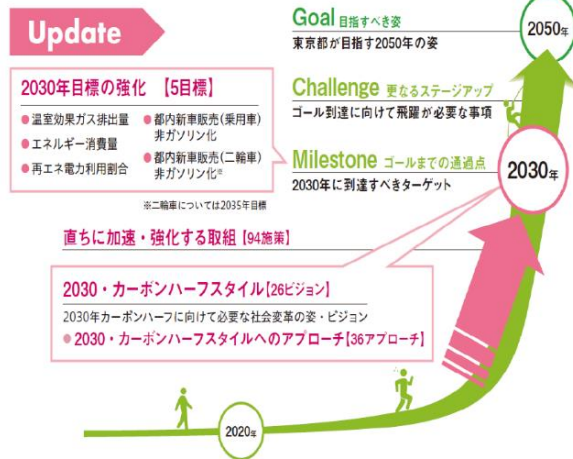 Update
Goal 目指すべき姿
東京都が目指す2050年の姿
2050年
2030年目標の強化 【5目標】
●温室効果ガス排出量
●エネルギー消費量
●再エネ電力利用割合
●都内新車販売(乗用車)
非ガソリン化
●都内新車販売(二輪車)
非ガソリン化※
※二輪車については2035年目標
Challenge 更なるステージアップ
ゴール到達に向けて飛躍が必要な事項
Milestone ゴールまでの通過点
2030年に到達すべきターゲット
2030年
直ちに加速・強化する取組【94施策】
2030・カーボンハーフスタイル【26ビジョン】
2030年カーボンハーフに向けて必要な社会変革の姿・ビジョン
●2030・カーボンハーフスタイルへのアプローチ【36アプローチ】
2020年